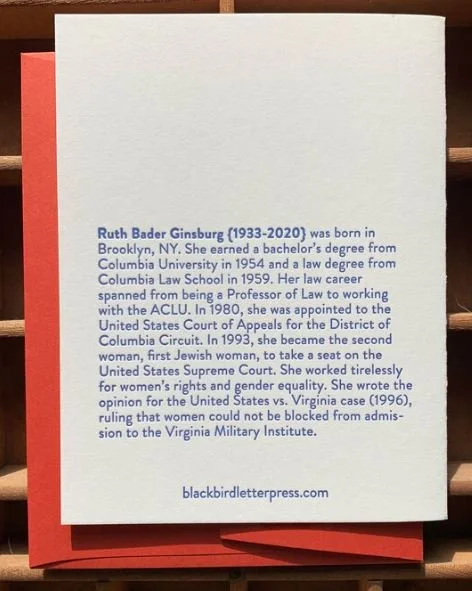 Ruth Bader Ginsburg {1933-2020} was born in
Brooklyn, NY. She earned a bachelor's degree from
Columbia University in 1954 and a law degree from
Columbia Law School in 1959. Her law career
spanned from being a Professor of Law to working
with the ACLU. In 1980, she was appointed to the
United States Court of Appeals for the District of
Columbia Circuit. In 1993, she became the second
woman, first Jewish woman, to take a seat on the
United States Supreme Court. She worked tirelessly
for women's rights and gender equality. She wrote the
opinion for the United States vs. Virginia case (1996),
ruling that women could not be blocked from admis-
sion to the Virginia Military Institute.
blackbirdletterpress.com